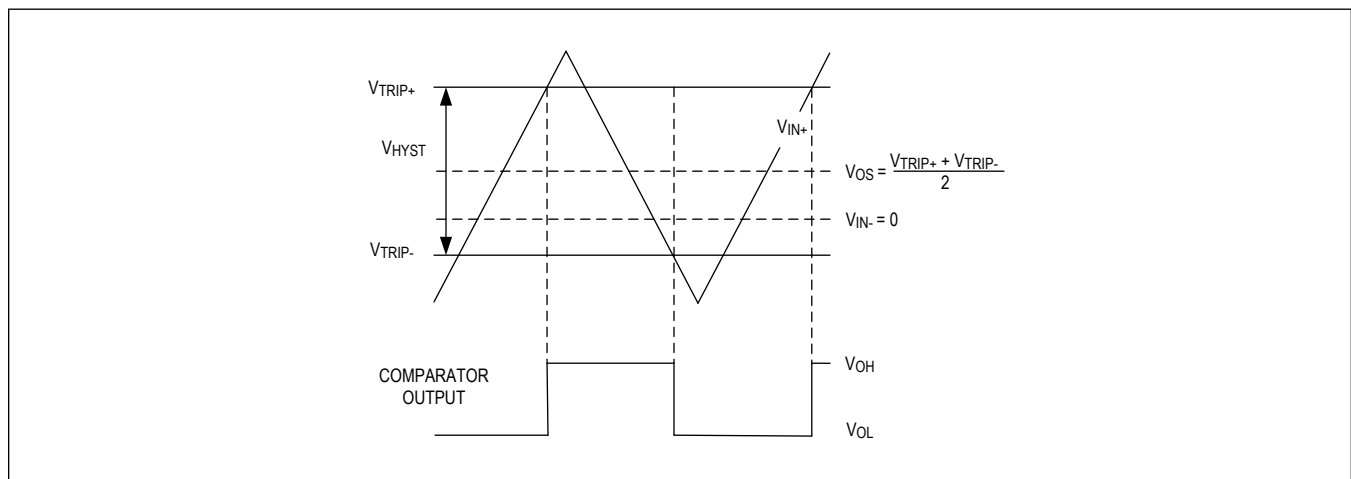 VTRIP+
VHYST
VIN+
VOS = VTRIP+ + VTRIP-
2
VIN- = 0
VTRIP-
COMPARATOR
OUTPUT
VOH
VOL